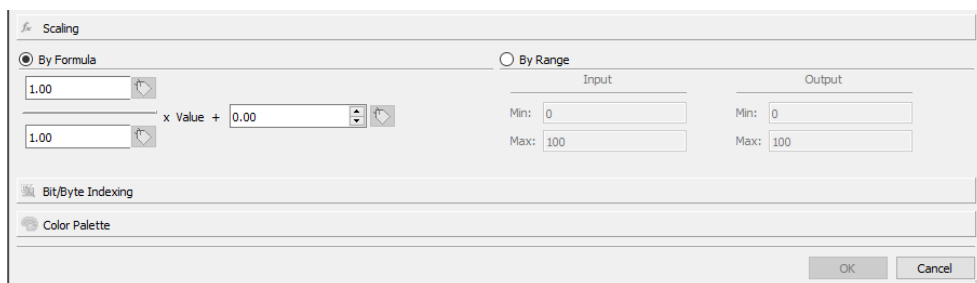 Scaling
By Formula
By Range
1.00
x Value + 0.00
1.00
Input
Output
Min: 0
Min: 0
Max: 100
Max: 100
Bit/Byte Indexing
Color Palette
OK
Cancel